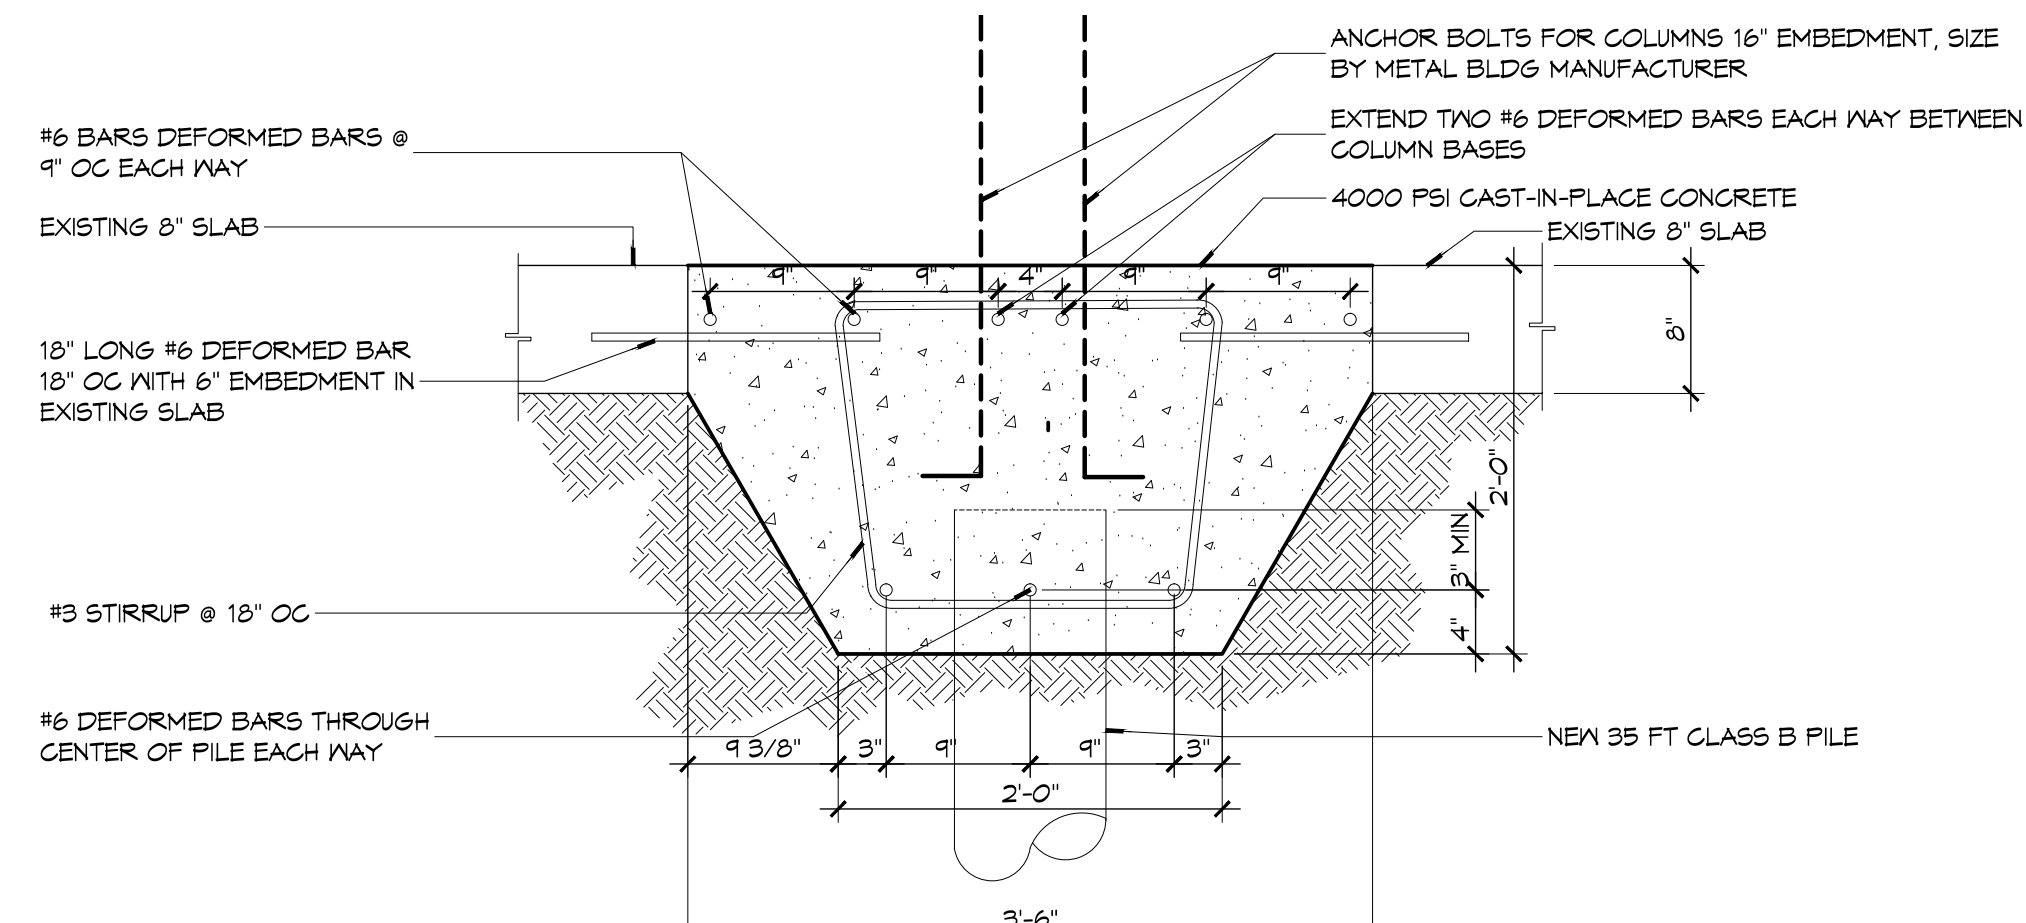 ANCHOR BOLTS FOR COLUMNS 16" EMBEDMENT, SIZE
BY METAL BLDG MANUFACTURER
EXTEND TWO #6 DEFORMED BARS EACH WAY BETWEEN
COLUMN BASES
#6 BARS DEFORMED BARS @
9" OC EACH WAY
4000 PSI CAST-IN-PLACE CONCRETE
EXISTING 8" SLAB
EXISTING 8" SLAB
9"
9"
4"
9"
9"
8"
18" LONG #6 DEFORMED BAR
18" OC WITH 6" EMBEDMENT IN
EXISTING SLAB
2'-0"
3" MIN
4"
#3 STIRRUP @ 18" OC
#6 DEFORMED BARS THROUGH
CENTER OF PILE EACH WAY
NEW 35 FT CLASS B PILE
9 3/8"
3"
9"
9"
3"
2'-0"
3'-6"